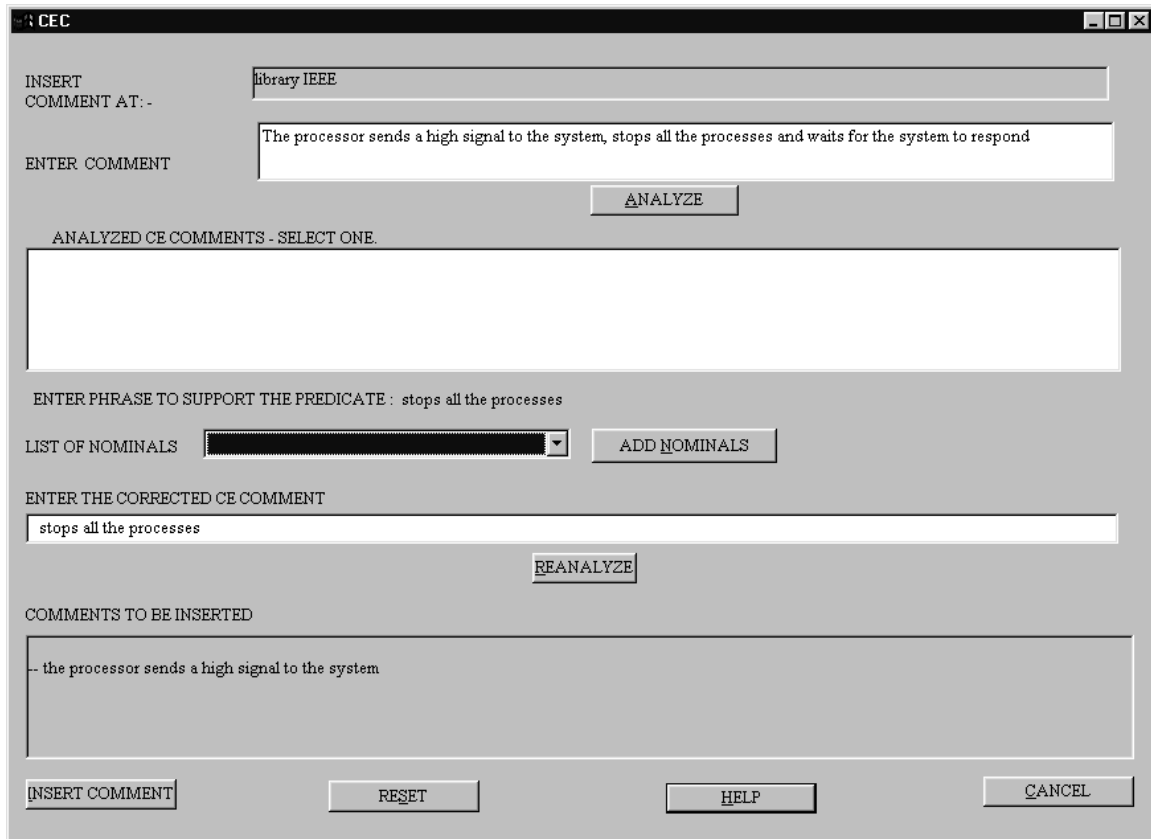 CEC
INSERT
COMMENT AT: -
library IEEE
ENTER COMMENT
The processor sends a high signal to the system, stops all the processes and waits for the system to respond
ANALYZE
ANALYZED CE COMMENTS - SELECT ONE.
ENTER PHRASE TO SUPPORT THE PREDICATE : stops all the processes
LIST OF NOMINALS
ADD NOMINALS
ENTER THE CORRECTED CE COMMENT
stops all the processes
REANALYZE
COMMENTS TO BE INSERTED
-- the processor sends a high signal to the system
INSERT COMMENT
RESET
HELP
CANCEL